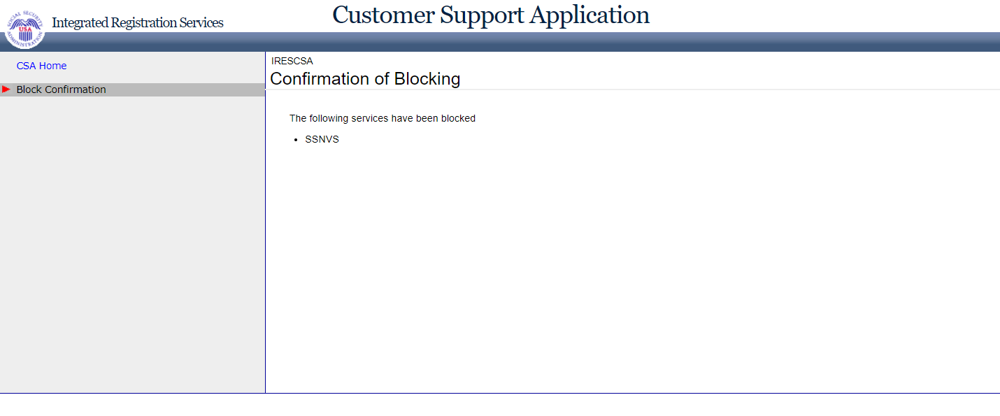 SOCIAL SECURITY ADMINISTRATION
USA
Integrated Registration Services
Customer Support Application
CSA Home
Block Confirmation
IRESCSA
Confirmation of Blocking
The following services have been blocked
• SSNVS